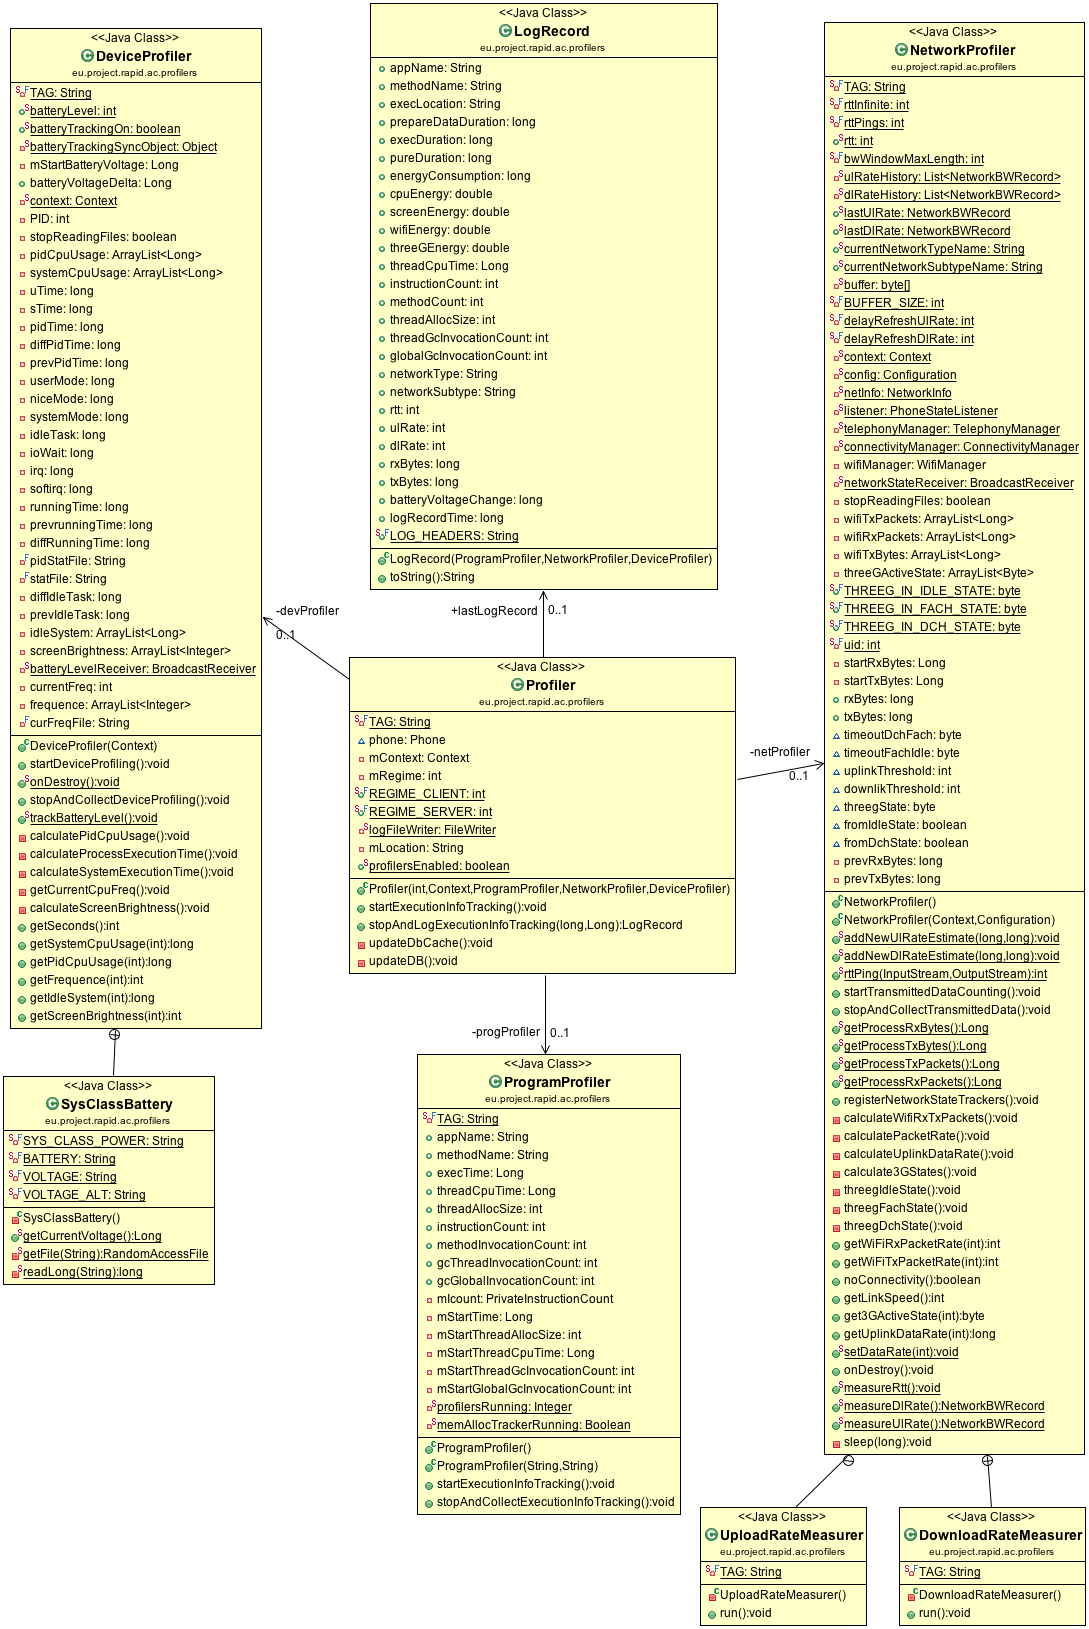 <<Java Class>>
DeviceProfiler
eu.project.rapid.ac.profilers
TAG: String
batteryLevel: int
batteryTrackingOn: boolean
batteryTrackingSyncObject: Object
mStartBatteryVoltage: Long
batteryVoltageDelta: Long
context: Context
PID: int
stopReadingFiles: boolean
pidCpuUsage: ArrayList<Long>
systemCpuUsage: ArrayList<Long>
uTime: long
sTime: long
pidTime: long
diffPidTime: long
prevPidTime: long
userMode: long
niceMode: long
systemMode: long
idleTask: long
ioWait: long
irq: long
softirq: long
runningTime: long
prevrunningTime: long
diffRunningTime: long
pidStatFile: String
statFile: String
diffIdleTask: long
prevIdleTask: long
idleSystem: ArrayList<Long>
screenBrightness: ArrayList<Integer>
batteryLevelReceiver: BroadcastReceiver
currentFreq: int
frequence: ArrayList<Integer>
curFreqFile: String
DeviceProfiler(Context)
startDeviceProfiling():void
onDestroy():void
stopAndCollectDeviceProfiling():void
trackBatteryLevel():void
calculatePidCpuUsage():void
calculateProcessExecutionTime():void
calculateSystemExecutionTime():void
getCurrentCpuFreq():void
calculateScreenBrightness():void
getSeconds():int
getSystemCpuUsage(int):long
getPidCpuUsage(int):long
getFrequence(int):int
getIdleSystem(int):long
getScreenBrightness(int):int
<<Java Class>>
SysClassBattery
eu.project.rapid.ac.profilers
SYS_CLASS_POWER: String
BATTERY: String
VOLTAGE: String
VOLTAGE_ALT: String
SysClassBattery()
getCurrentVoltage():Long
getFile(String):RandomAccessFile
readLong(String):long
<<Java Class>>
LogRecord
eu.project.rapid.ac.profilers
appName: String
methodName: String
execLocation: String
prepareDataDuration: long
execDuration: long
pureDuration: long
energyConsumption: long
cpuEnergy: double
screenEnergy: double
wifiEnergy: double
threeGEnergy: double
threadCpuTime: Long
instructionCount: int
methodCount: int
threadAllocSize: int
threadGcInvocationCount: int
globalGcInvocationCount: int
networkType: String
networkSubtype: String
rtt: int
ulRate: int
dlRate: int
rxBytes: long
txBytes: long
batteryVoltageChange: long
logRecordTime: long
LOG_HEADERS: String
LogRecord(ProgramProfiler,NetworkProfiler,DeviceProfiler)
toString():String
-devProfiler
0..1
+lastLogRecord
0..1
<<Java Class>>
Profiler
eu.project.rapid.ac.profilers
TAG: String
phone: Phone
mContext: Context
mRegime: int
REGIME_CLIENT: int
REGIME_SERVER: int
logFileWriter: FileWriter
mLocation: String
profilersEnabled: boolean
Profiler(int,Context,ProgramProfiler,NetworkProfiler,DeviceProfiler)
startExecutionInfoTracking():void
stopAndLogExecutionInfoTracking(long,Long):LogRecord
updateDbCache():void
updateDB():void
-netProfiler
0..1
-progProfiler
0..1
<<Java Class>>
ProgramProfiler
eu.project.rapid.ac.profilers
TAG: String
appName: String
methodName: String
execTime: Long
threadCpuTime: Long
threadAllocSize: int
instructionCount: int
methodInvocationCount: int
gcThreadInvocationCount: int
gcGlobalInvocationCount: int
mIcount: PrivateInstructionCount
mStartTime: Long
mStartThreadAllocSize: int
mStartThreadCpuTime: Long
mStartThreadGcInvocationCount: int
mStartGlobalGcInvocationCount: int
profilersRunning: Integer
memAllocTrackerRunning: Boolean
ProgramProfiler()
ProgramProfiler(String,String)
startExecutionInfoTracking():void
stopAndCollectExecutionInfoTracking():void
<<Java Class>>
NetworkProfiler
eu.project.rapid.ac.profilers
TAG: String
rttInfinite: int
rttPings: int
rtt: int
bwWindowMaxLength: int
ulRateHistory: List<NetworkBWRecord>
dlRateHistory: List<NetworkBWRecord>
lastUlRate: NetworkBWRecord
lastDlRate: NetworkBWRecord
currentNetworkTypeName: String
currentNetworkSubtypeName: String
buffer: byte[]
BUFFER_SIZE: int
delayRefreshUlRate: int
delayRefreshDlRate: int
context: Context
config: Configuration
netInfo: NetworkInfo
listener: PhoneStateListener
telephonyManager: TelephonyManager
connectivityManager: ConnectivityManager
wifiManager: WifiManager
networkStateReceiver: BroadcastReceiver
stopReadingFiles: boolean
wifiTxPackets: ArrayList<Long>
wifiRxPackets: ArrayList<Long>
wifiTxBytes: ArrayList<Long>
threeGActiveState: ArrayList<Byte>
THREEG_IN_IDLE_STATE: byte
THREEG_IN_FACH_STATE: byte
THREEG_IN_DCH_STATE: byte
uid: int
startRxBytes: Long
startTxBytes: Long
rxBytes: long
txBytes: long
timeoutDchFach: byte
timeoutFachIdle: byte
uplinkThreshold: int
downlikThreshold: int
threegState: byte
fromIdleState: boolean
fromDchState: boolean
prevRxBytes: long
prevTxBytes: long
NetworkProfiler()
NetworkProfiler(Context,Configuration)
addNewUlRateEstimate(long,long):void
addNewDlRateEstimate(long,long):void
rttPing(InputStream,OutputStream):int
startTransmittedDataCounting():void
stopAndCollectTransmittedData():void
getProcessRxBytes():Long
getProcessTxBytes():Long
getProcessTxPackets():Long
getProcessRxPackets():Long
registerNetworkStateTrackers():void
calculateWifiRxTxPackets():void
calculatePacketRate():void
calculateUplinkDataRate():void
calculate3GStates():void
threegIdleState():void
threegFachState():void
threegDchState():void
getWiFiRxPacketRate(int):int
getWiFiTxPacketRate(int):int
noConnectivity():boolean
getLinkSpeed():int
get3GActiveState(int):byte
getUplinkDataRate(int):long
setDataRate(int):void
onDestroy():void
measureRtt():void
measureDlRate():NetworkBWRecord
measureUlRate():NetworkBWRecord
sleep(long):void
<<Java Class>>
UploadRateMeasurer
eu.project.rapid.ac.profilers
TAG: String
UploadRateMeasurer()
run():void
<<Java Class>>
DownloadRateMeasurer
eu.project.rapid.ac.profilers
TAG: String
DownloadRateMeasurer()
run():void